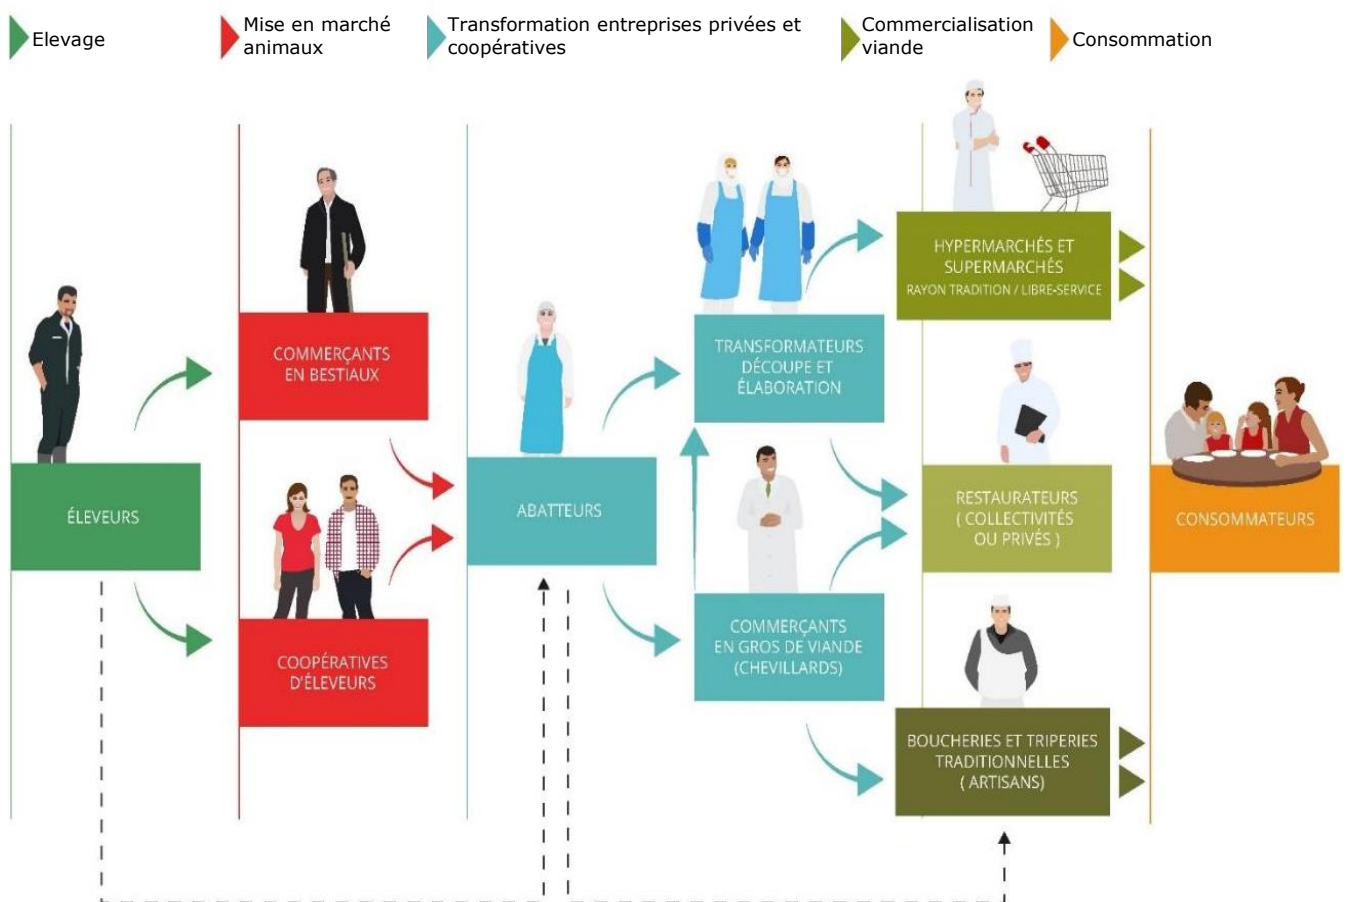 Elevage
Mise en marché
animaux
Transformation entreprises privées et
coopératives
Commercialisation
viande
Consommation
ÉLEVEURS
COMMERÇANTS
EN BESTIAUX
COOPÉRATIVES
D'ÉLEVEURS
ABATTEURS
TRANSFORMATEURS
DÉCOUPE ET
ÉLABORATION
COMMERÇANTS
EN GROS DE VIANDE
(CHEVILLARDS)
HYPERMARCHÉS ET
SUPERMARCHÉS
RAYON TRADITION / LIBRE-SERVICE
RESTAURATEURS
( COLLECTIVITÉS
OU PRIVÉS )
BOUCHERIES ET TRIPERIES
TRADITIONNELLES
( ARTISANS)
CONSOMMATEURS